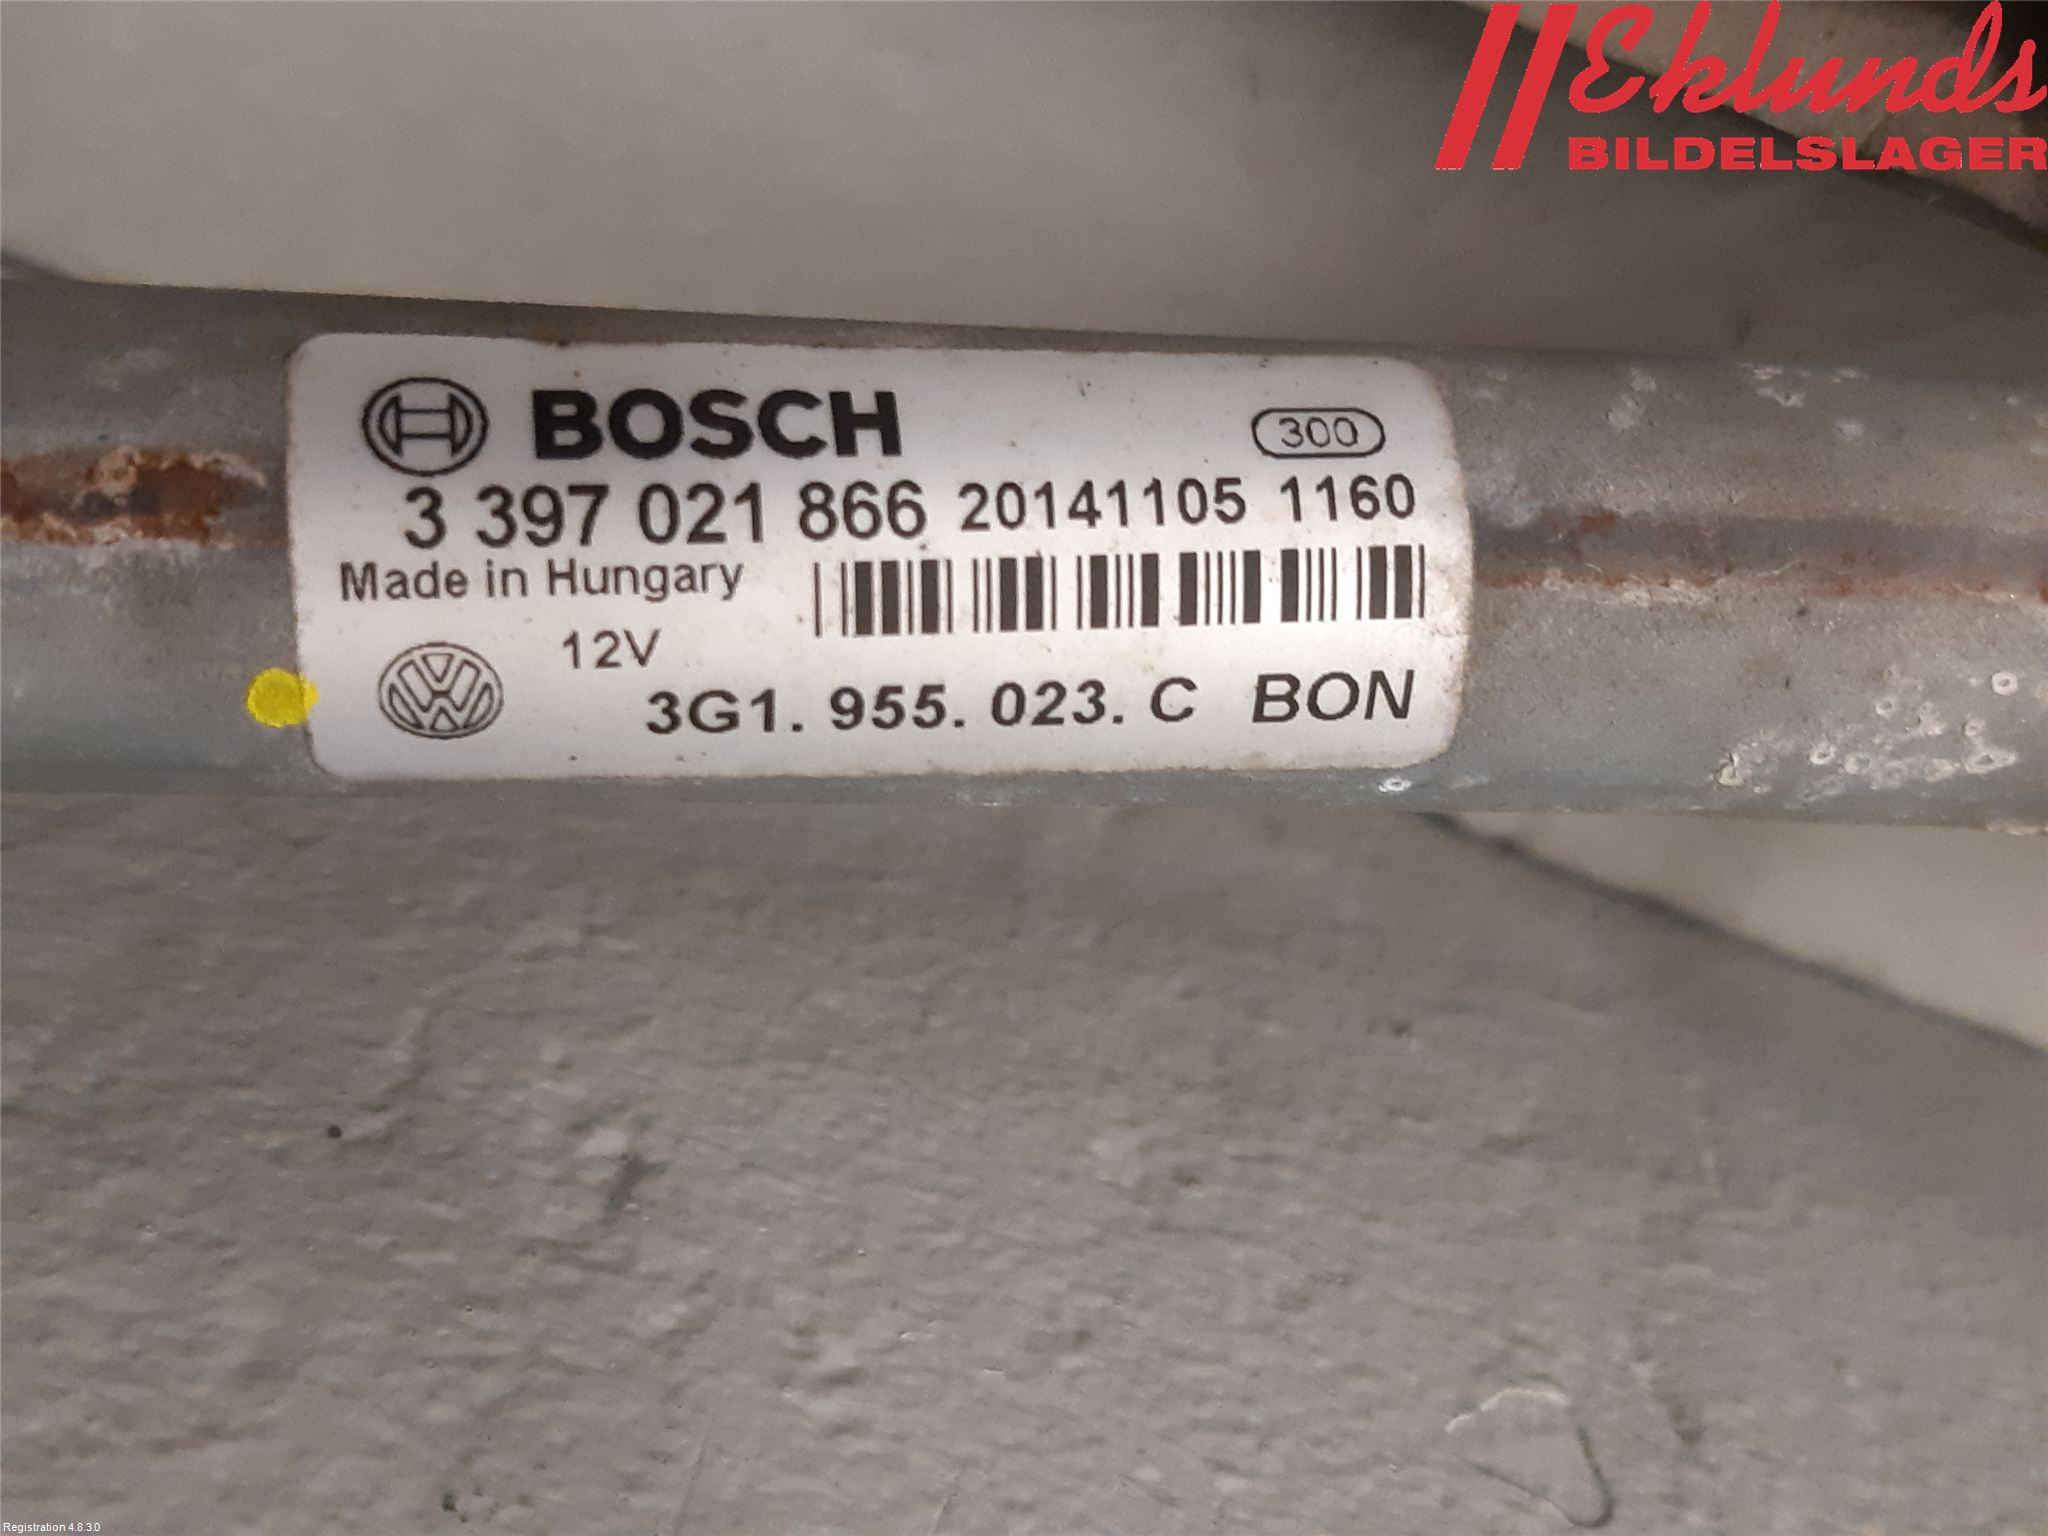 Eklunds
BILDELSLAGER
BOSCH
300
3 397 021 866 20141105 1160
Made in Hungary
12V
3G1. 955. 023. C BON
Registration 4.8.3.0